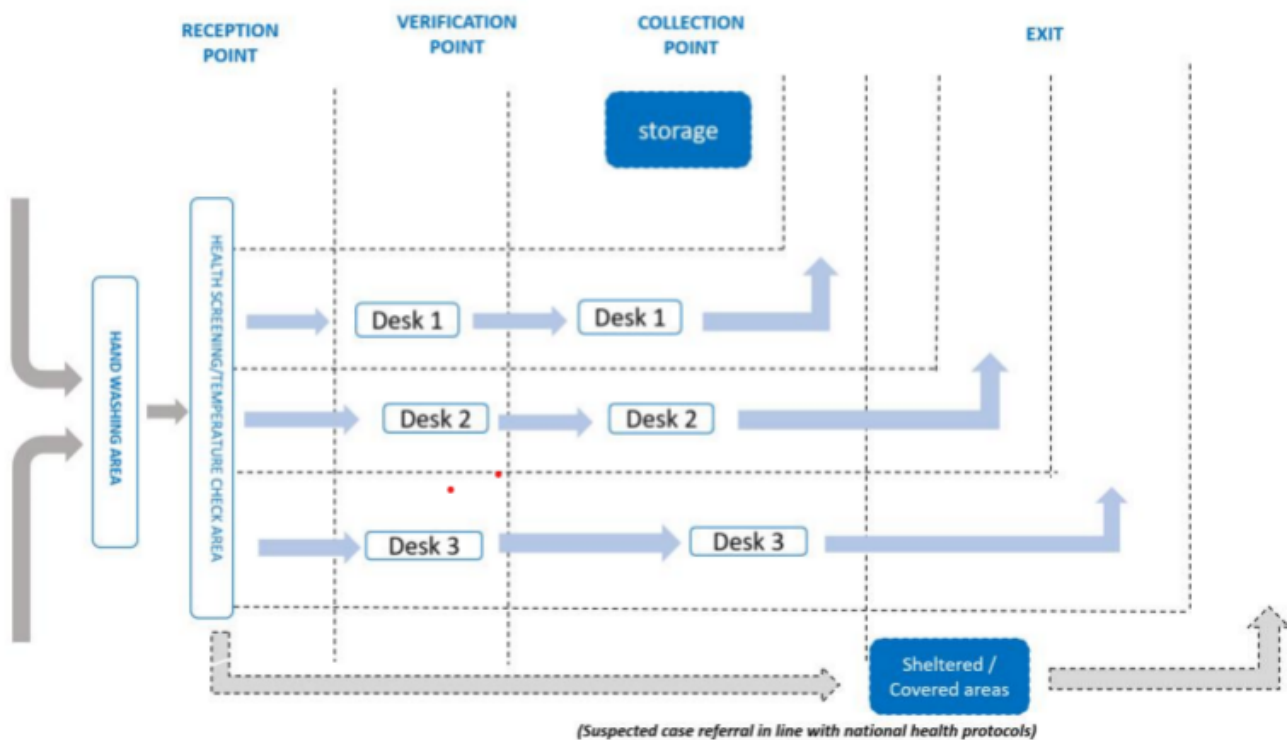 RECEPTION
POINT
VERIFICATION
POINT
COLLECTION
POINT
EXIT
storage
HAND WASHING AREA
HEALTH SCREENING/TEMPERATURE CHECK AREA
Desk 1
Desk 1
Desk 2
Desk 2
Desk 3
Desk 3
Sheltered /
Covered areas
(Suspected case referral in line with national health protocols)